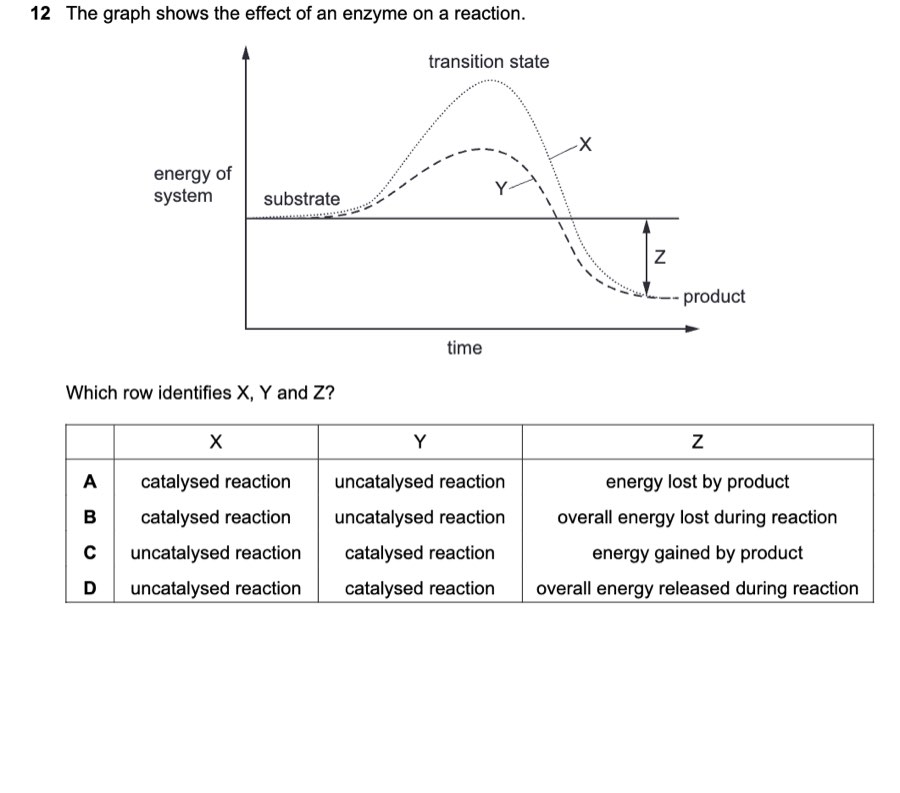 12 The graph shows the effect of an enzyme on a reaction.
transition state
X
energy of
system
substrate
Y
Z
product
time
Which row identifies X, Y and Z?
X Y Z
A catalysed reaction uncatalysed reaction energy lost by product
B catalysed reaction uncatalysed reaction overall energy lost during reaction
C uncatalysed reaction catalysed reaction energy gained by product
D uncatalysed reaction catalysed reaction overall energy released during reaction